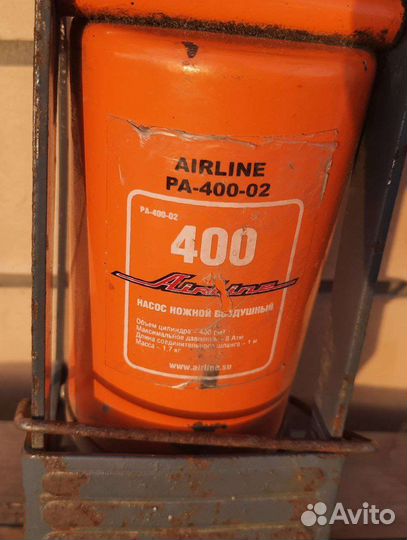 AIRLINE
PA-400-02
PA-400-02
400
Airline
НАСОС НОЖНОЙ ВОЗДУШНЫЙ
Объем цилиндра - 400 см³
Максимальное давление - 8 Атм
Длина соединительного шланга - 1 м
Масса - 1,7 кг
www.airline.su
Avito